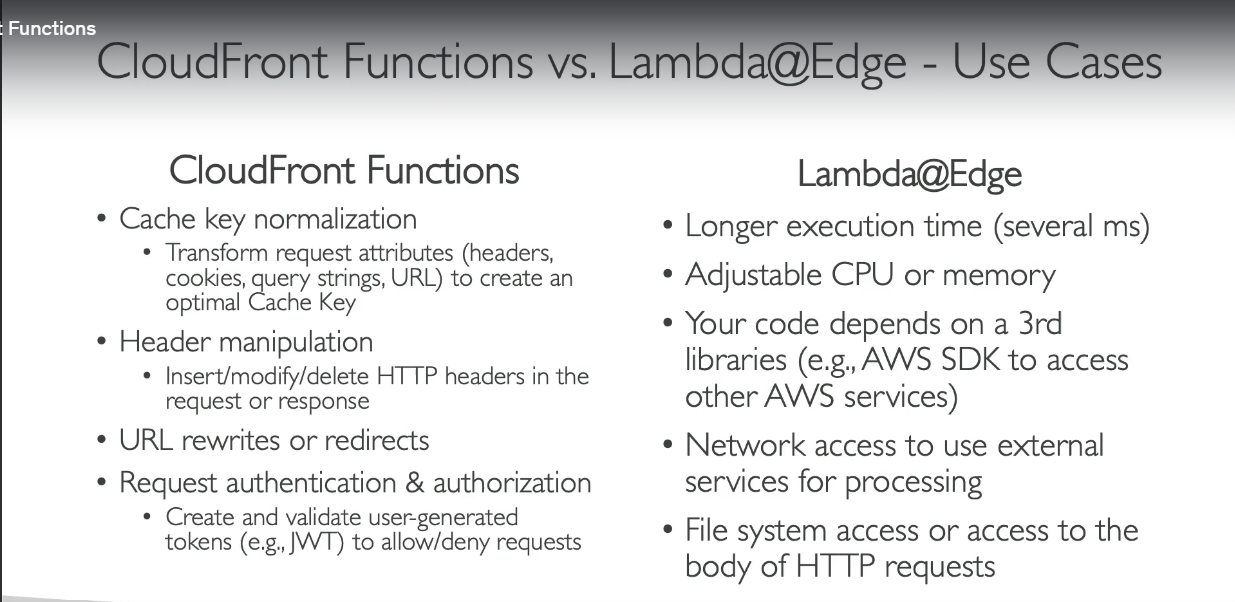 Functions
CloudFront Functions vs. Lambda@Edge - Use Cases
CloudFront Functions
• Cache key normalization
• Transform request attributes (headers,
cookies, query strings, URL) to create an
optimal Cache Key
• Header manipulation
• Insert/modify/delete HTTP headers in the
request or response
• URL rewrites or redirects
• Request authentication & authorization
• Create and validate user-generated
tokens (e.g., JWT) to allow/deny requests
Lambda@Edge
• Longer execution time (several ms)
• Adjustable CPU or memory
• Your code depends on a 3rd
libraries (e.g., AWS SDK to access
other AWS services)
• Network access to use external
services for processing
• File system access or access to the
body of HTTP requests